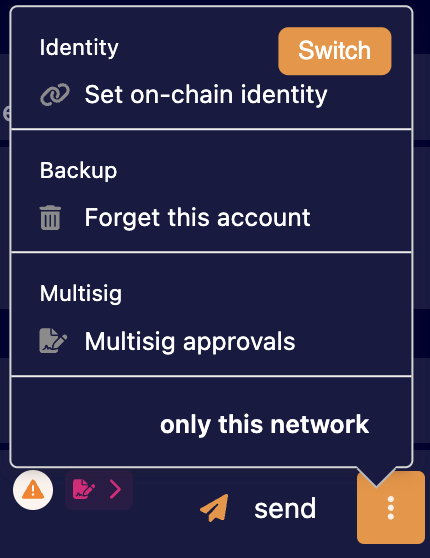 Identity
Switch
Set on-chain identity
Backup
Forget this account
Multisig
Multisig approvals
only this network
send